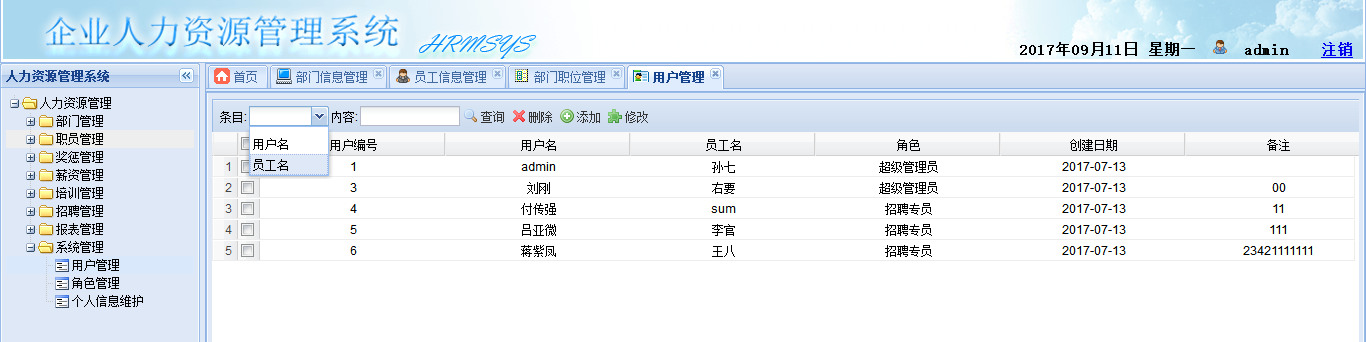 企业人力资源管理系统 HRMSYS
2017年09月11日 星期一 admin 注销
人力资源管理系统
首页 部门信息管理 员工信息管理 部门职位管理 用户管理
人力资源管理
部门管理
职员管理
奖惩管理
薪资管理
培训管理
招聘管理
报表管理
系统管理
用户管理
角色管理
个人信息维护
条目: 内容: 查询 删除 添加 修改
用户名
员工名
用户编号 用户名 员工名 角色 创建日期 备注
1 1 admin 孙七 超级管理员 2017-07-13
2 3 刘刚 右要 超级管理员 2017-07-13 00
3 4 付传强 sum 招聘专员 2017-07-13 11
4 5 吕亚微 李官 招聘专员 2017-07-13 111
5 6 蒋紫凤 王八 招聘专员 2017-07-13 23421111111